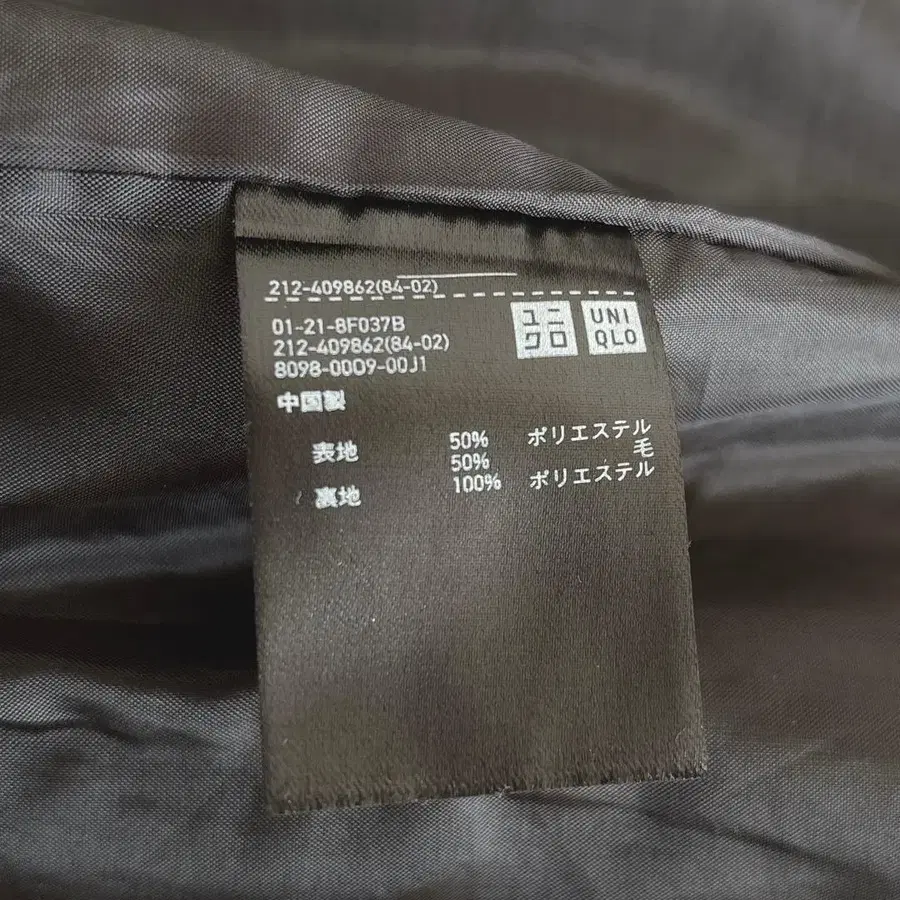 212-409862(84-02)
01-21-8F037B
212-409862(84-02)
8098-0009-00J1
ユニ
クロ
UNI
QLO
中国製
表地 50% ポリエステル
50% 毛
裏地 100% ポリエステル